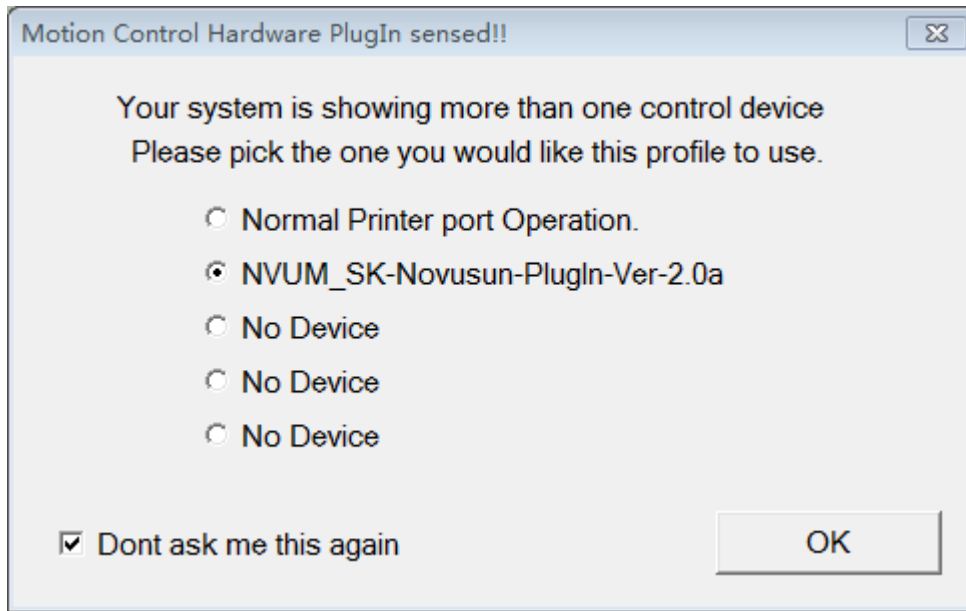 Motion Control Hardware PlugIn sensed!!
Your system is showing more than one control device
Please pick the one you would like this profile to use.
Normal Printer port Operation.
NVUM_SK-Novusun-PlugIn-Ver-2.0a
No Device
No Device
No Device
Dont ask me this again
OK